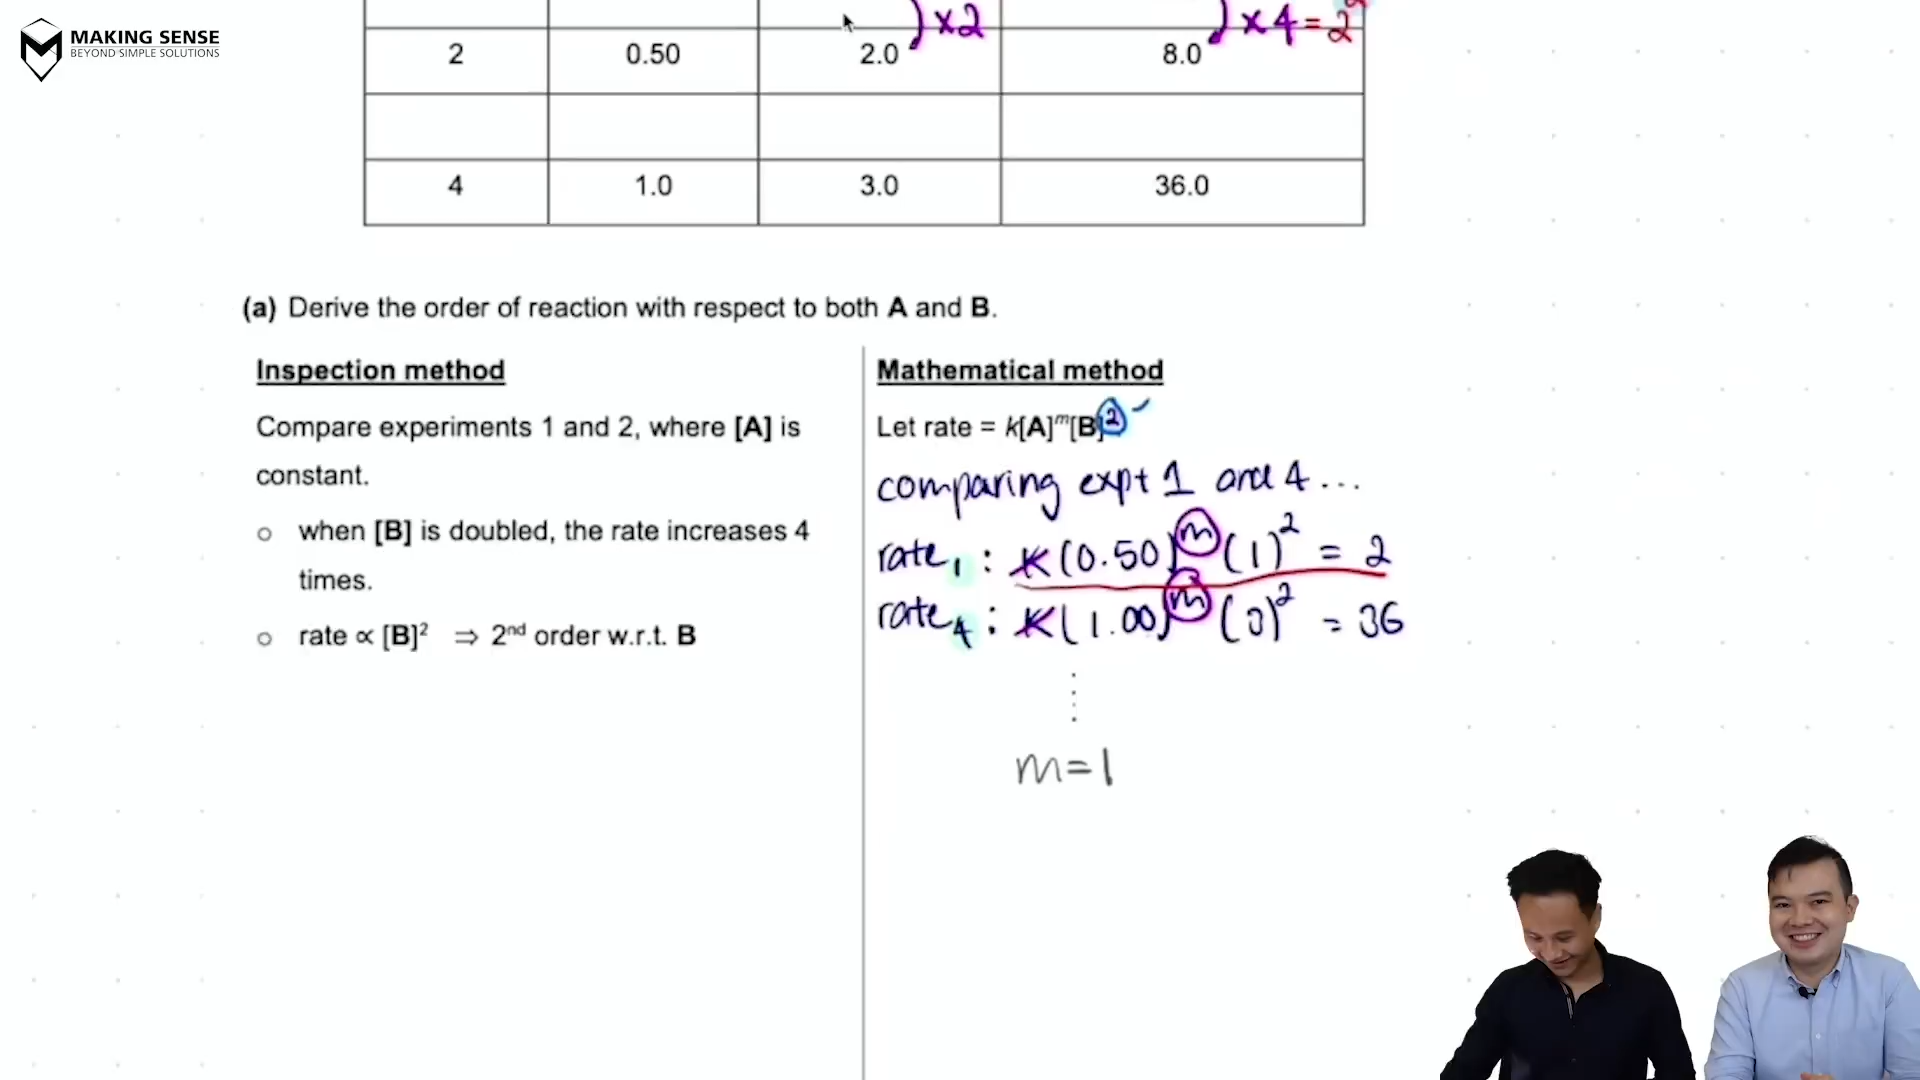 MAKING SENSE
BEYOND SIMPLE SOLUTIONS
×2
×4=2²
2 0.50 2.0 8.0
4 1.0 3.0 36.0
(a) Derive the order of reaction with respect to both A and B.
Inspection method
Compare experiments 1 and 2, where [A] is
constant.
○ when [B] is doubled, the rate increases 4
times.
○ rate ∝ [B]² ⇒ 2nd order w.r.t. B
Mathematical method
Let rate = k[A]ᵐ[B]²
comparing expt 1 and 4 ...
rate₁ : K(0.50)ᵐ(1)² = 2
rate₄ : K(1.00)ᵐ(3)² = 36
m=1